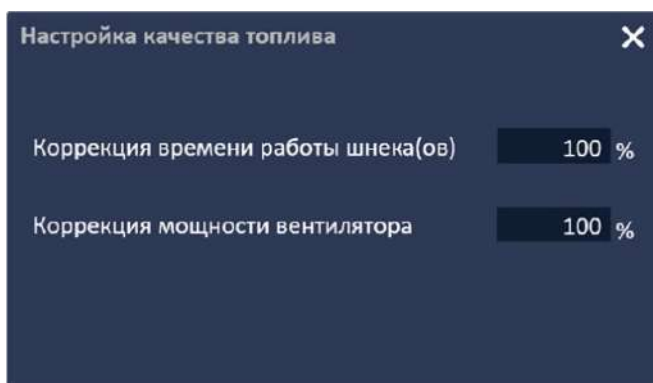 Настройка качества топлива
Коррекция времени работы шнека(ов) 100 %
Коррекция мощности вентилятора 100 %